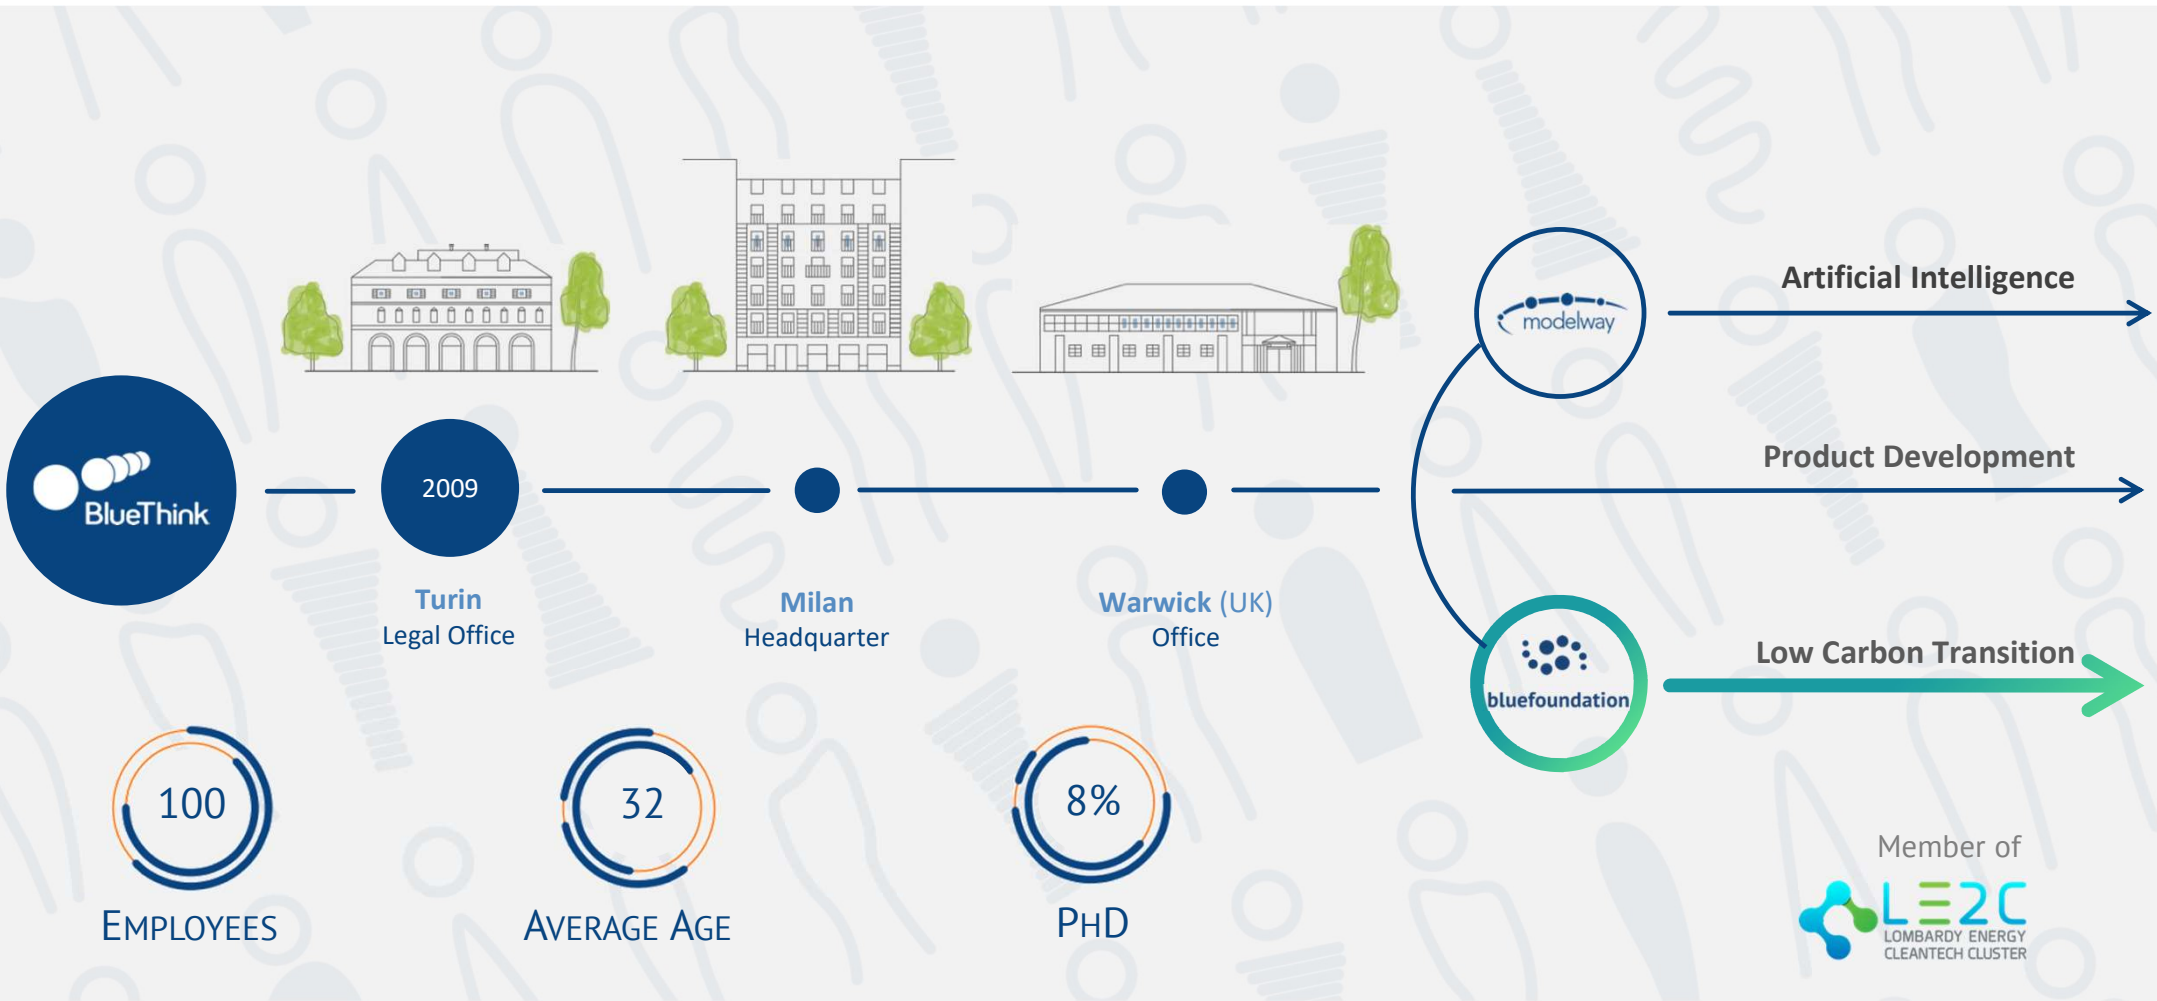 BlueThink
2009
Turin
Legal Office
Milan
Headquarter
Warwick (UK)
Office
modelway
Artificial Intelligence
Product Development
bluefoundation
Low Carbon Transition
100
EMPLOYEES
32
AVERAGE AGE
8%
PHD
Member of
LE2C
LOMBARDY ENERGY
CLEANTECH CLUSTER